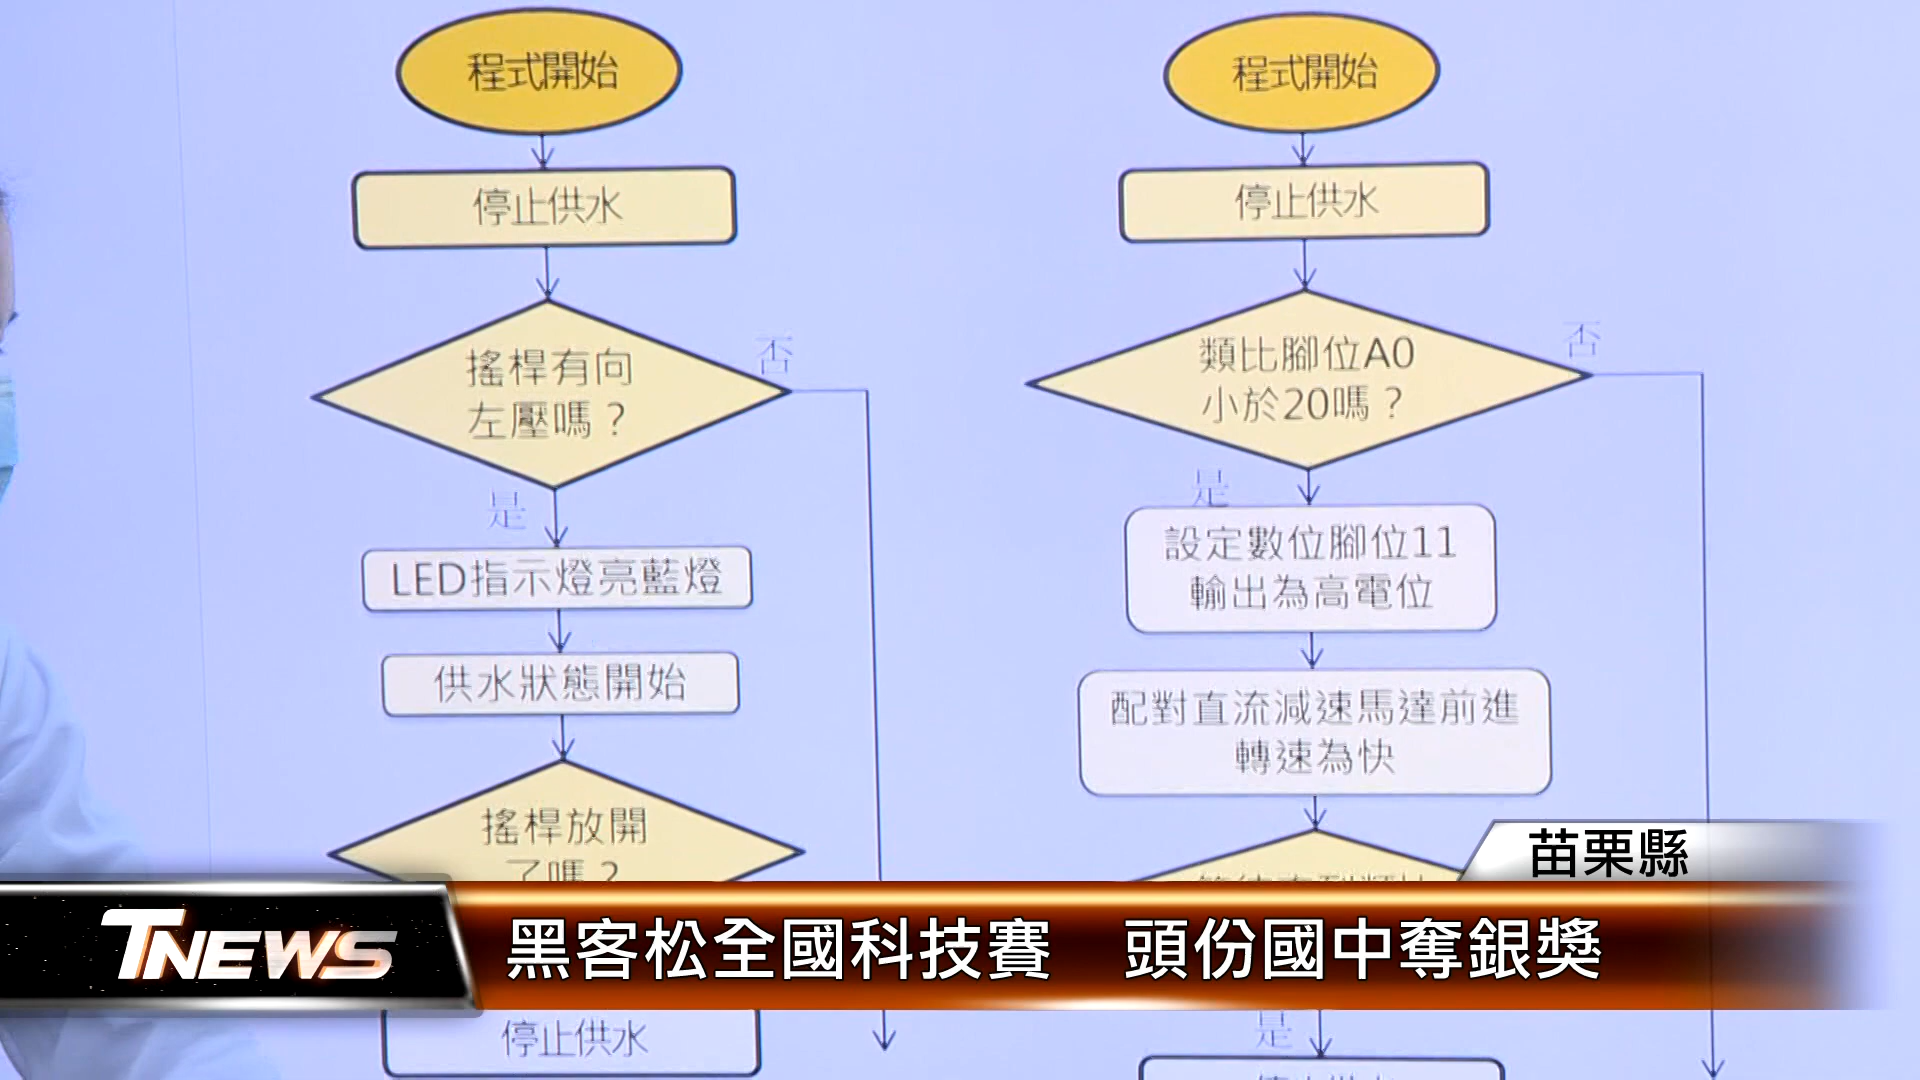 程式開始
停止供水
搖桿有向
左壓嗎？
否
是
LED指示燈亮藍燈
供水狀態開始
搖桿放開
了嗎？
停止供水
程式開始
停止供水
類比腳位A0
小於20嗎？
否
是
設定數位腳位11
輸出為高電位
配對直流減速馬達前進
轉速為快
是
苗栗縣
TNEWS
黑客松全國科技賽　頭份國中奪銀獎